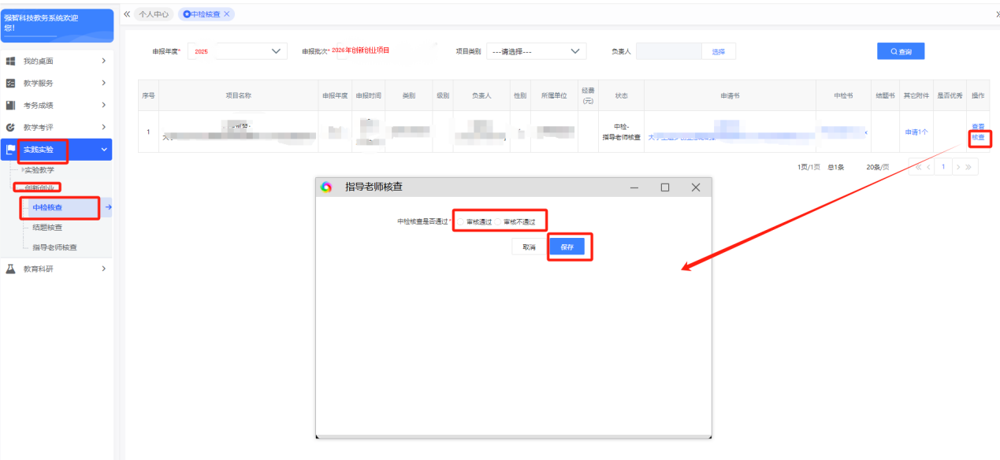 强智科技教务系统欢迎
您!
个人中心
中检核查
我的桌面
教学服务
考务成绩
教学考评
实践实验
实验教学
创新创业
中检核查
结题核查
指导老师核查
教育科研
申报年度* 2025 申报批次* 2026年创新创业项目 项目类别 ---请选择--- 负责人 选择 查询
序号 项目名称 申报年度 申报时间 类别 级别 负责人 性别 所属单位 经费(元) 状态 申请书 中检书 结题书 其它附件 是否优秀 操作
1 中检-指导老师核查 申请1个 查看 核查
1页/1页 总1条 20条/页 1
指导老师核查
中检核查是否通过* 审核通过 审核不通过
取消 保存